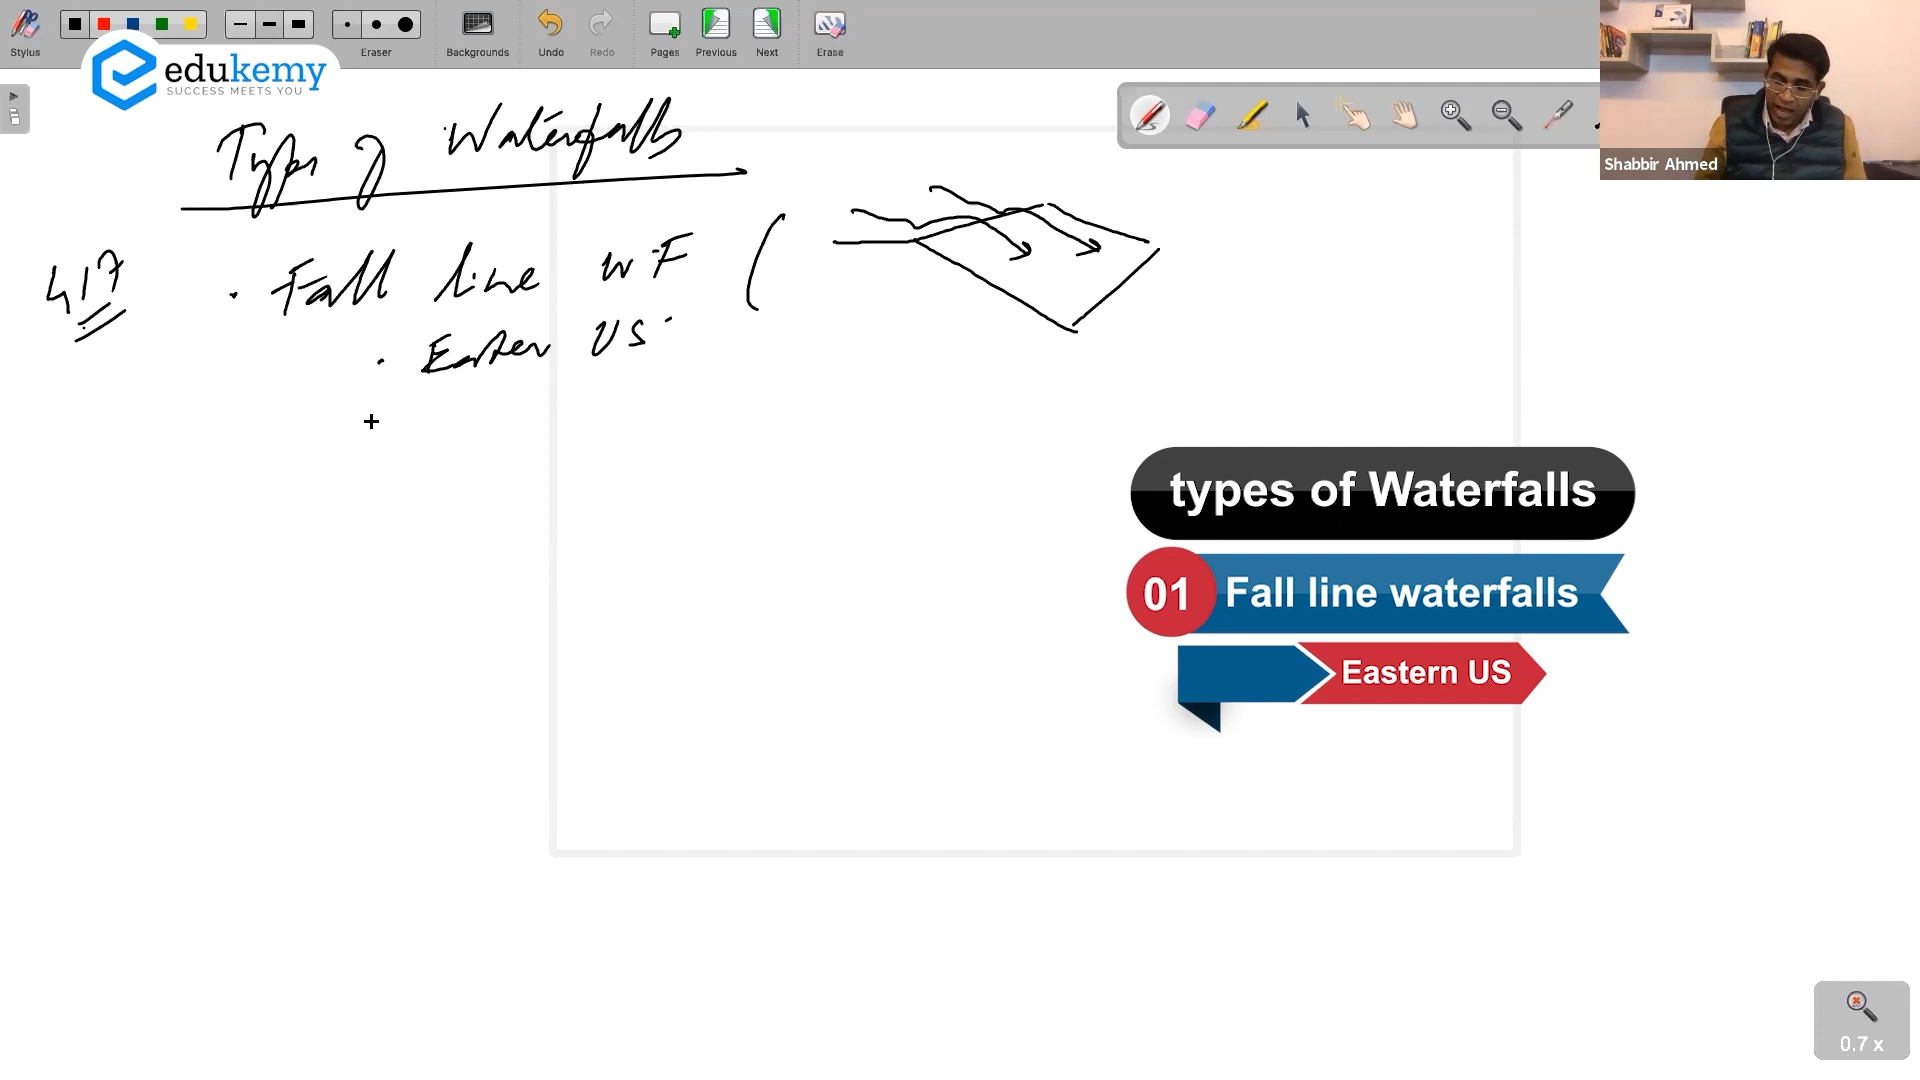 Stylus
Eraser
Backgrounds
Undo
Redo
Pages
Previous
Next
Erase
edukemy
SUCCESS MEETS YOU
Shabbir Ahmed
Types of Waterfalls
417
· Fall line WF (
· Eastern US
types of Waterfalls
01 Fall line waterfalls
Eastern US
0.7 x